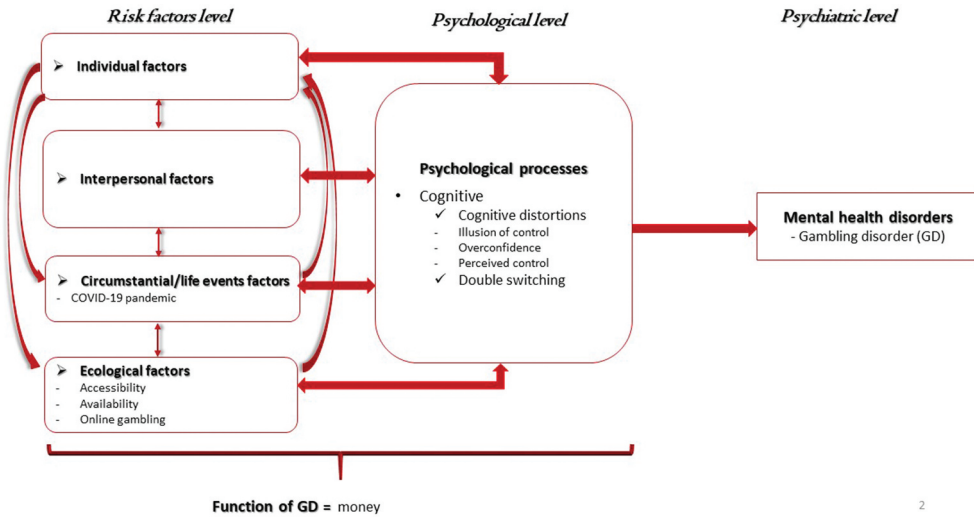 Risk factors level
Psychological level
Psychiatric level
➢ Individual factors
➢ Interpersonal factors
➢ Circumstantial/life events factors
- COVID-19 pandemic
➢ Ecological factors
- Accessibility
- Availability
- Online gambling
Psychological processes
• Cognitive
✓ Cognitive distortions
- Illusion of control
- Overconfidence
- Perceived control
✓ Double switching
Mental health disorders
- Gambling disorder (GD)
Function of GD = money
2